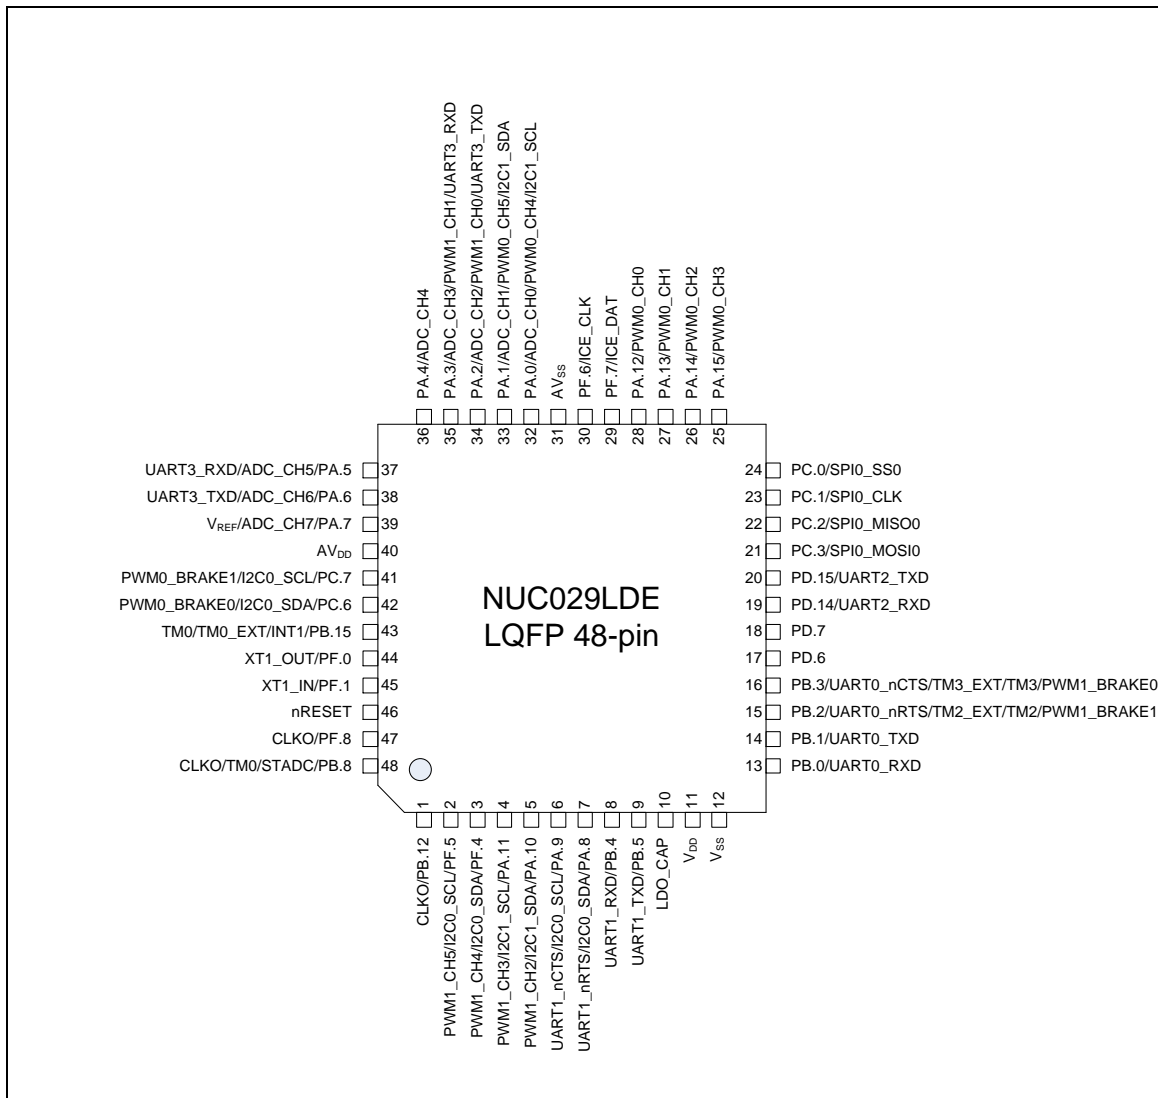 PA.4/ADC_CH4
PA.3/ADC_CH3/PWM1_CH1/UART3_RXD
PA.2/ADC_CH2/PWM1_CH0/UART3_TXD
PA.1/ADC_CH1/PWM0_CH5/I2C1_SDA
PA.0/ADC_CH0/PWM0_CH4/I2C1_SCL
AVSS
PF.6/ICE_CLK
PF.7/ICE_DAT
PA.12/PWM0_CH0
PA.13/PWM0_CH1
PA.14/PWM0_CH2
PA.15/PWM0_CH3
36
35
34
33
32
31
30
29
28
27
26
25
UART3_RXD/ADC_CH5/PA.5 37
UART3_TXD/ADC_CH6/PA.6 38
VREF/ADC_CH7/PA.7 39
AVDD 40
PWM0_BRAKE1/I2C0_SCL/PC.7 41
PWM0_BRAKE0/I2C0_SDA/PC.6 42
TM0/TM0_EXT/INT1/PB.15 43
XT1_OUT/PF.0 44
XT1_IN/PF.1 45
nRESET 46
CLKO/PF.8 47
CLKO/TM0/STADC/PB.8 48
NUC029LDE
LQFP 48-pin
24 PC.0/SPI0_SS0
23 PC.1/SPI0_CLK
22 PC.2/SPI0_MISO0
21 PC.3/SPI0_MOSI0
20 PD.15/UART2_TXD
19 PD.14/UART2_RXD
18 PD.7
17 PD.6
16 PB.3/UART0_nCTS/TM3_EXT/TM3/PWM1_BRAKE0
15 PB.2/UART0_nRTS/TM2_EXT/TM2/PWM1_BRAKE1
14 PB.1/UART0_TXD
13 PB.0/UART0_RXD
1
2
3
4
5
6
7
8
9
10
11
12
CLKO/PB.12
PWM1_CH5/I2C0_SCL/PF.5
PWM1_CH4/I2C0_SDA/PF.4
PWM1_CH3/I2C1_SCL/PA.11
PWM1_CH2/I2C1_SDA/PA.10
UART1_nCTS/I2C0_SCL/PA.9
UART1_nRTS/I2C0_SDA/PA.8
UART1_RXD/PB.4
UART1_TXD/PB.5
LDO_CAP
VDD
VSS